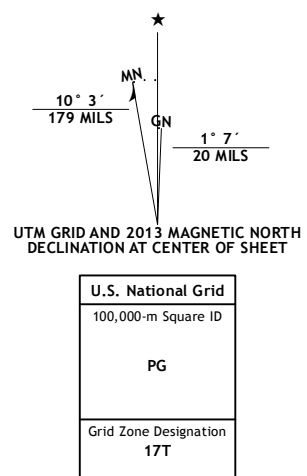 ★
MN
10° 3´
179 MILS
GN
1° 7´
20 MILS
UTM GRID AND 2013 MAGNETIC NORTH
DECLINATION AT CENTER OF SHEET
U.S. National Grid
100,000-m Square ID
PG
Grid Zone Designation
17T